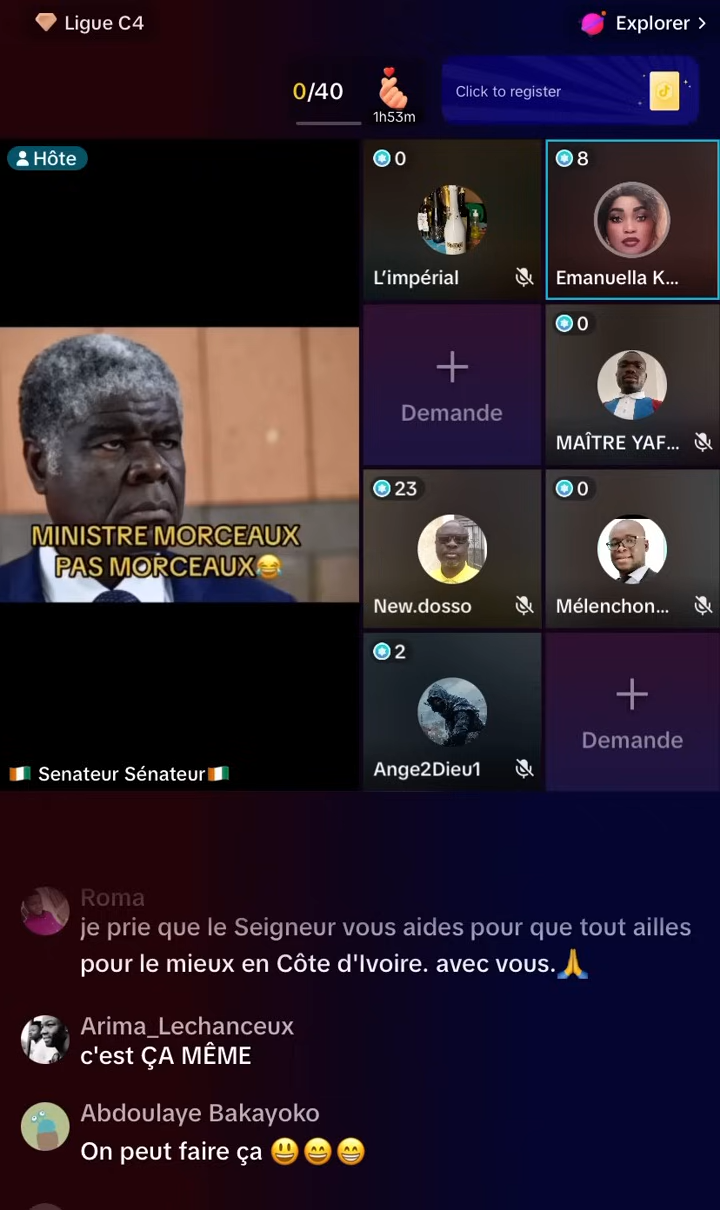 Ligue C4
Explorer >
0/40
1h53m
Click to register
Hôte
0
8
L'impérial
Emanuella K...
0
Demande
MAÎTRE YAF...
MINISTRE MORCEAUX
PAS MORCEAUX😂
23
0
New.dosso
Mélenchon...
2
Demande
Ange2Dieu1
🇨🇮 Senateur Sénateur🇨🇮
Roma
je prie que le Seigneur vous aides pour que tout ailles
pour le mieux en Côte d'Ivoire. avec vous.🙏
Arima_Lechanceux
c'est ÇA MÊME
Abdoulaye Bakayoko
On peut faire ça 😃😄😁